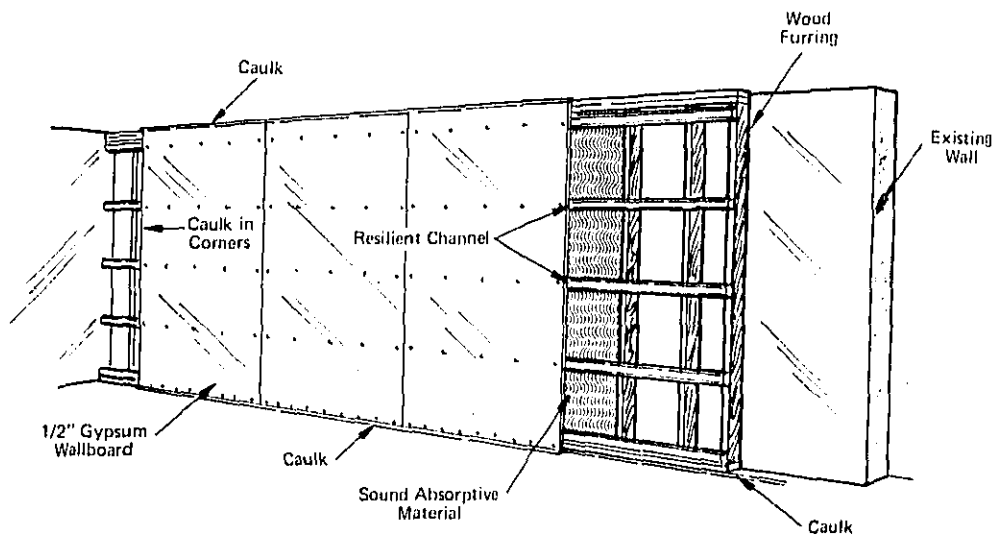 Wood
Furring
Caulk
Existing
Wall
Caulk in
Corners
Resilient Channel
1/2" Gypsum
Wallboard
Caulk
Sound Absorptive
Material
Caulk